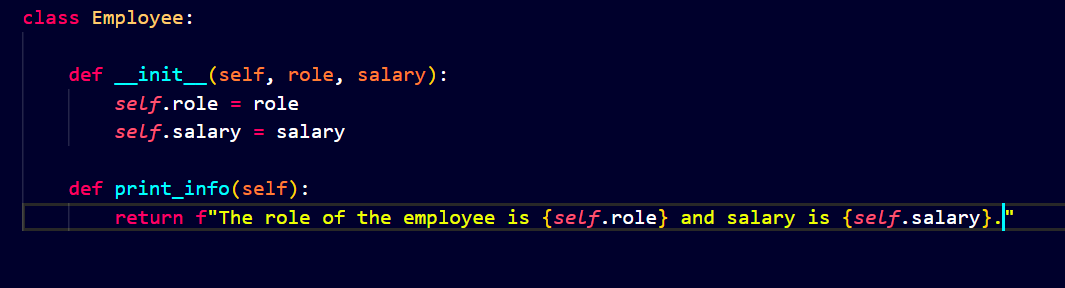 class Employee:
    def __init__(self, role, salary):
        self.role = role
        self.salary = salary
    def print_info(self):
        return f"The role of the employee is {self.role} and salary is {self.salary}."